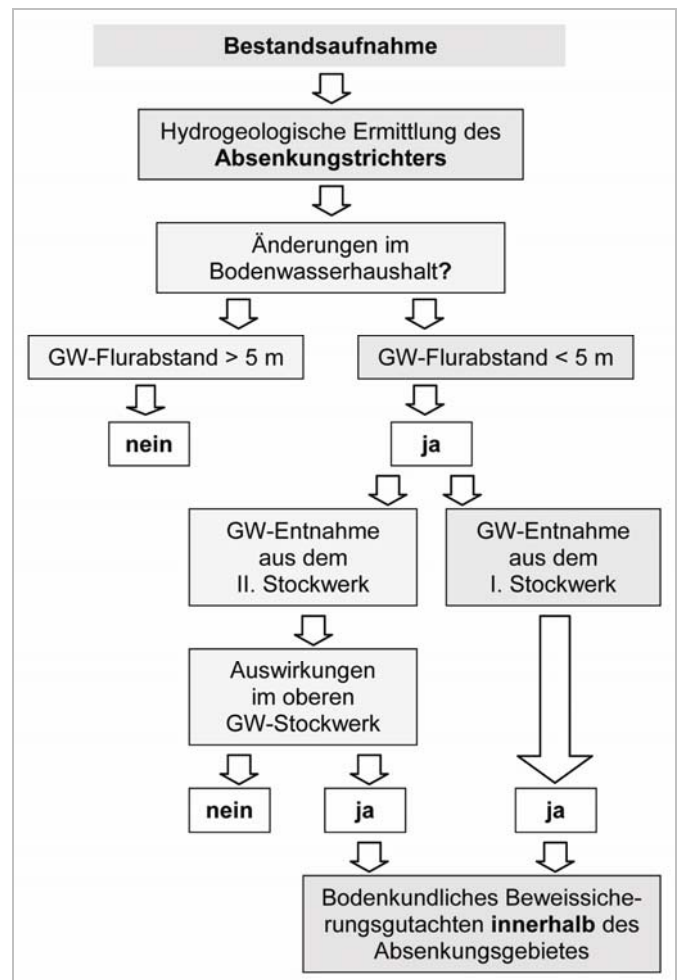 Bestandsaufnahme
Hydrogeologische Ermittlung des
Absenkungstrichters
Änderungen im
Bodenwasserhaushalt?
GW-Flurabstand > 5 m
GW-Flurabstand < 5 m
nein
ja
GW-Entnahme
aus dem
II. Stockwerk
GW-Entnahme
aus dem
I. Stockwerk
Auswirkungen
im oberen
GW-Stockwerk
nein
ja
ja
Bodenkundliches Beweissiche-
rungsgutachten innerhalb des
Absenkungsgebietes